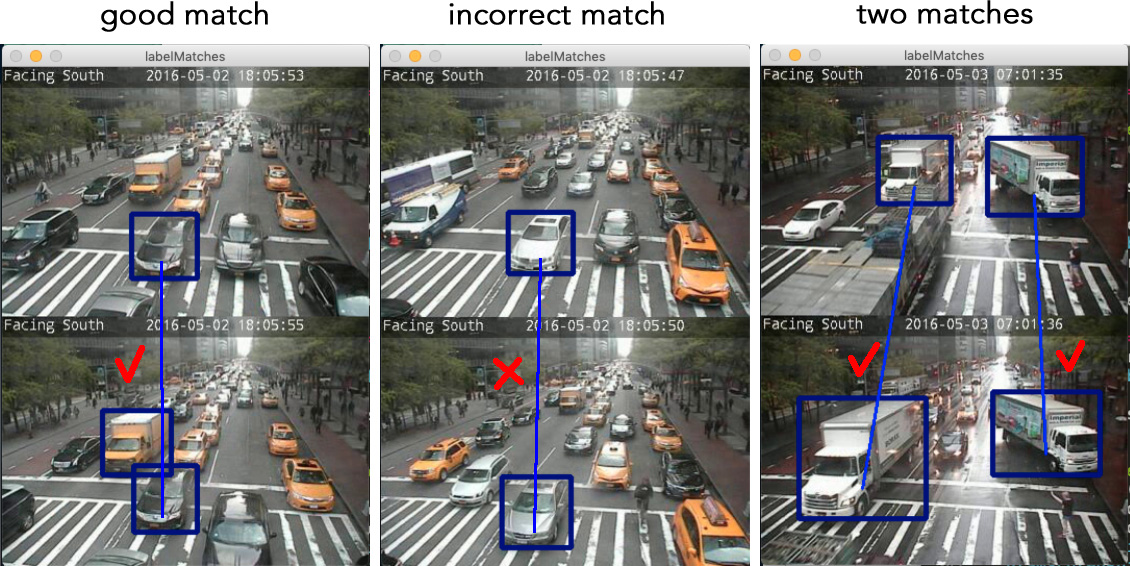 good match
incorrect match
two matches
labelMatches
labelMatches
labelMatches
Facing South 2016-05-02 18:05:53
Facing South 2016-05-02 18:05:47
Facing South 2016-05-03 07:01:35
Imperial
Facing South 2016-05-02 18:05:55
Facing South 2016-05-02 18:05:50
Facing South 2016-05-03 07:01:36
Imperial